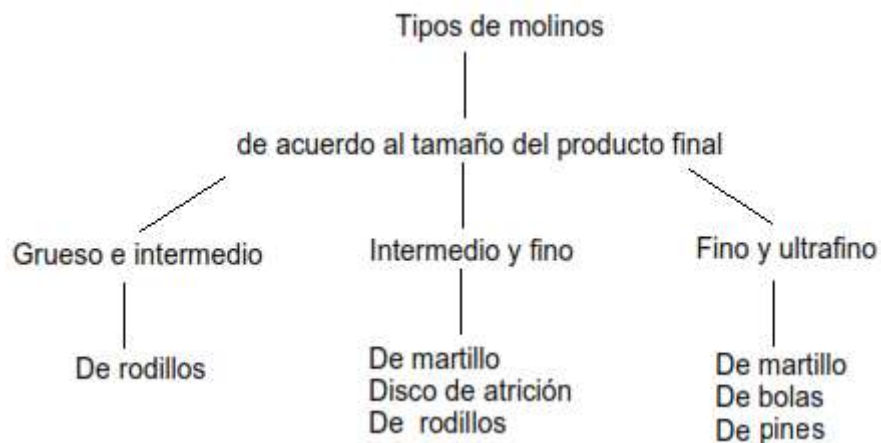 Tipos de molinos
de acuerdo al tamaño del producto final
Grueso e intermedio
Intermedio y fino
Fino y ultrafino
De rodillos
De martillo
Disco de atrición
De rodillos
De martillo
De bolas
De pines